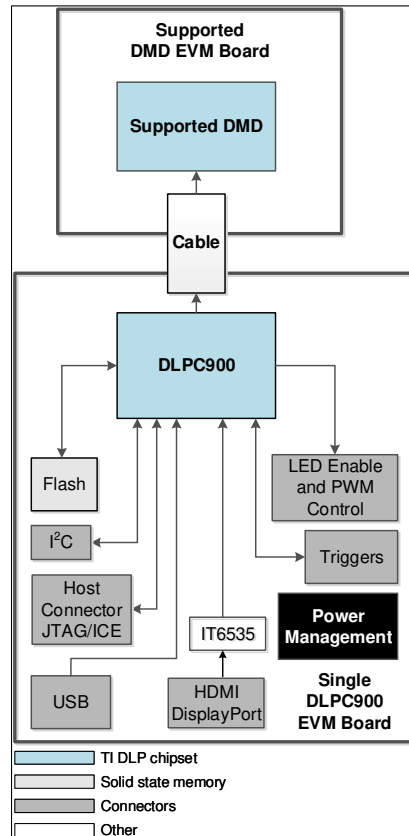 Supported
DMD EVM Board
Supported DMD
Cable
DLPC900
Flash
LED Enable
and PWM
Control
I²C
Triggers
Host
Connector
JTAG/ICE
IT6535
Power
Management
USB
HDMI
DisplayPort
Single
DLPC900
EVM Board
TI DLP chipset
Solid state memory
Connectors
Other